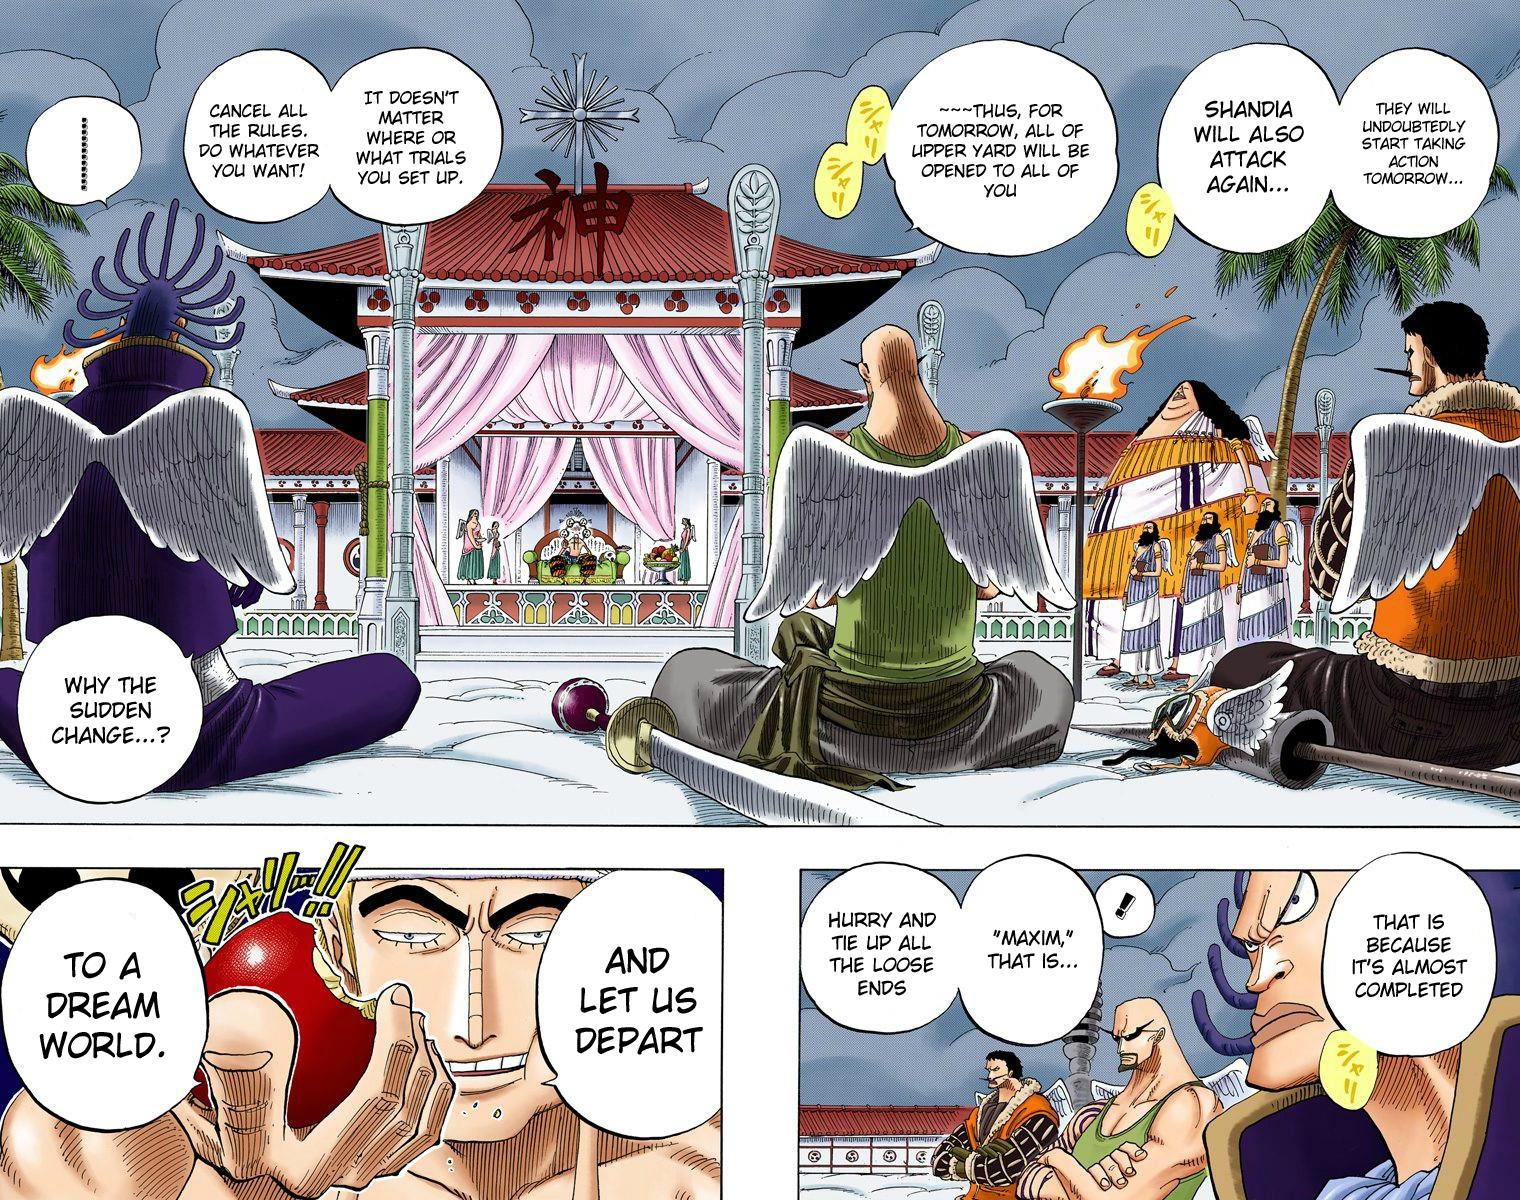 THEY WILL
UNDOUBTEDLY
START TAKING
ACTION
TOMORROW...
SHANDIA
WILL ALSO
ATTACK
AGAIN...
シャリ
~~~THUS, FOR
TOMORROW, ALL OF
UPPER YARD WILL BE
OPENED TO ALL OF
YOU
シャリ
シャリ
神
IT DOESN'T
MATTER
WHERE OR
WHAT TRIALS
YOU SET UP.
CANCEL ALL
THE RULES.
DO WHATEVER
YOU WANT!
..............
WHY THE
SUDDEN
CHANGE...?
THAT IS
BECAUSE
IT'S ALMOST
COMPLETED
シャリ
!
"MAXIM,"
THAT IS...
HURRY AND
TIE UP ALL
THE LOOSE
ENDS
AND
LET US
DEPART
シャリ…!!
TO A
DREAM
WORLD.